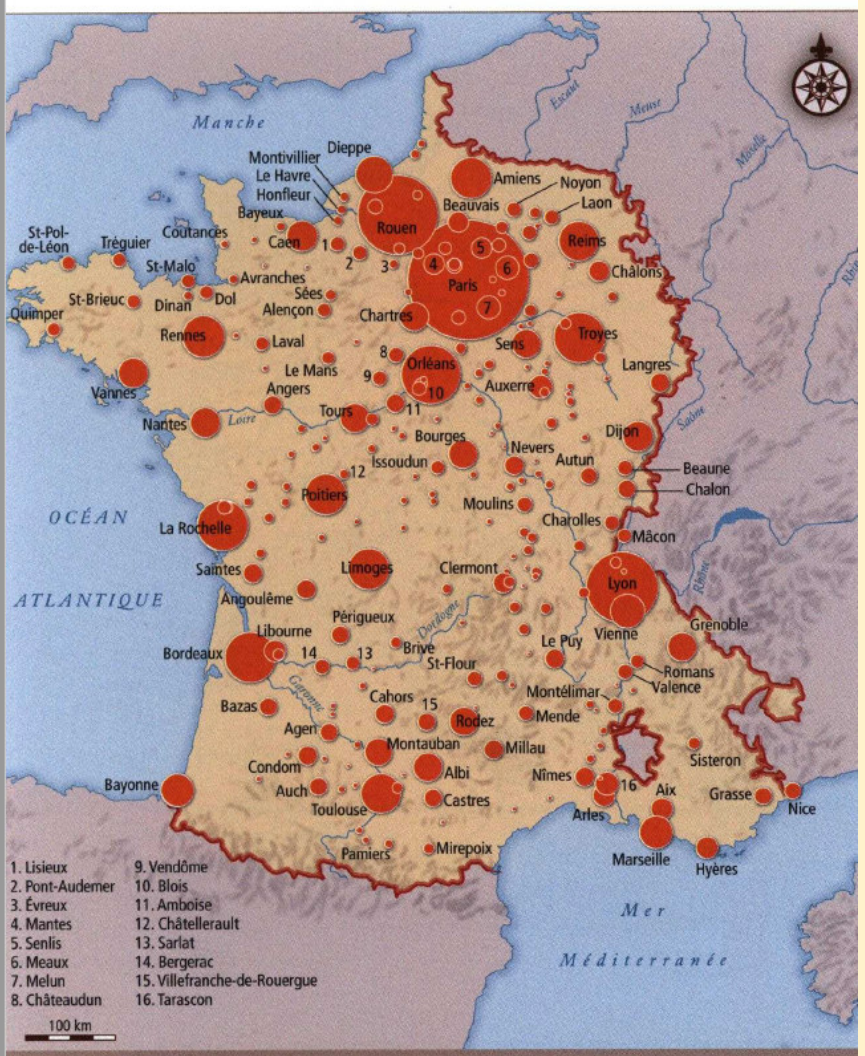 Manche
Escaut
Meuse
Moselle
Dieppe
Montivillier
Le Havre
Honfleur
Bayeux
Amiens
Noyon
Beauvais
Laon
Rouen
Coutances
Caen
1
2
3
4
5
6
7
Reims
St-Pol-
de-Léon
Tréguier
St-Malo
Avranches
Paris
Châlons
St-Brieuc
Dinan
Dol
Sées
Alençon
Chartres
Quimper
Rennes
Laval
Sens
Troyes
Le Mans
8
Orléans
Langres
Vannes
Angers
9
10
Auxerre
Nantes
Loire
Tours
11
Saône
Dijon
Bourges
Nevers
Issoudun
Autun
Beaune
12
Poitiers
Chalon
Moulins
OCÉAN
La Rochelle
Charolles
Mâcon
Saintes
Limoges
Clermont
Lyon
Rhône
ATLANTIQUE
Angoulême
Périgueux
Dordogne
Vienne
Grenoble
Libourne
Bordeaux
14
13
Brive
Le Puy
St-Flour
Romans
Valence
Garonne
Montélimar
Bazas
Cahors
15
Rodez
Mende
Agen
Montauban
Millau
Sisteron
Condom
Albi
Nîmes
16
Aix
Bayonne
Auch
Toulouse
Castres
Arles
Grasse
Nice
Pamiers
Mirepoix
Marseille
Hyères
Mer
Méditerranée
1. Lisieux
2. Pont-Audemer
3. Évreux
4. Mantes
5. Senlis
6. Meaux
7. Melun
8. Châteaudun
9. Vendôme
10. Blois
11. Amboise
12. Châtellerault
13. Sarlat
14. Bergerac
15. Villefranche-de-Rouergue
16. Tarascon
100 km